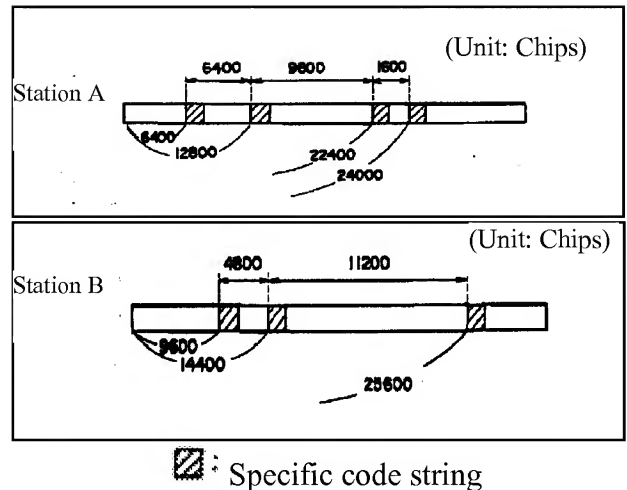 (Unit: Chips)
6400 9600 1600
Station A
6400
12800 22400
24000
(Unit: Chips)
4800 11200
Station B
9600
14400
25600
: Specific code string